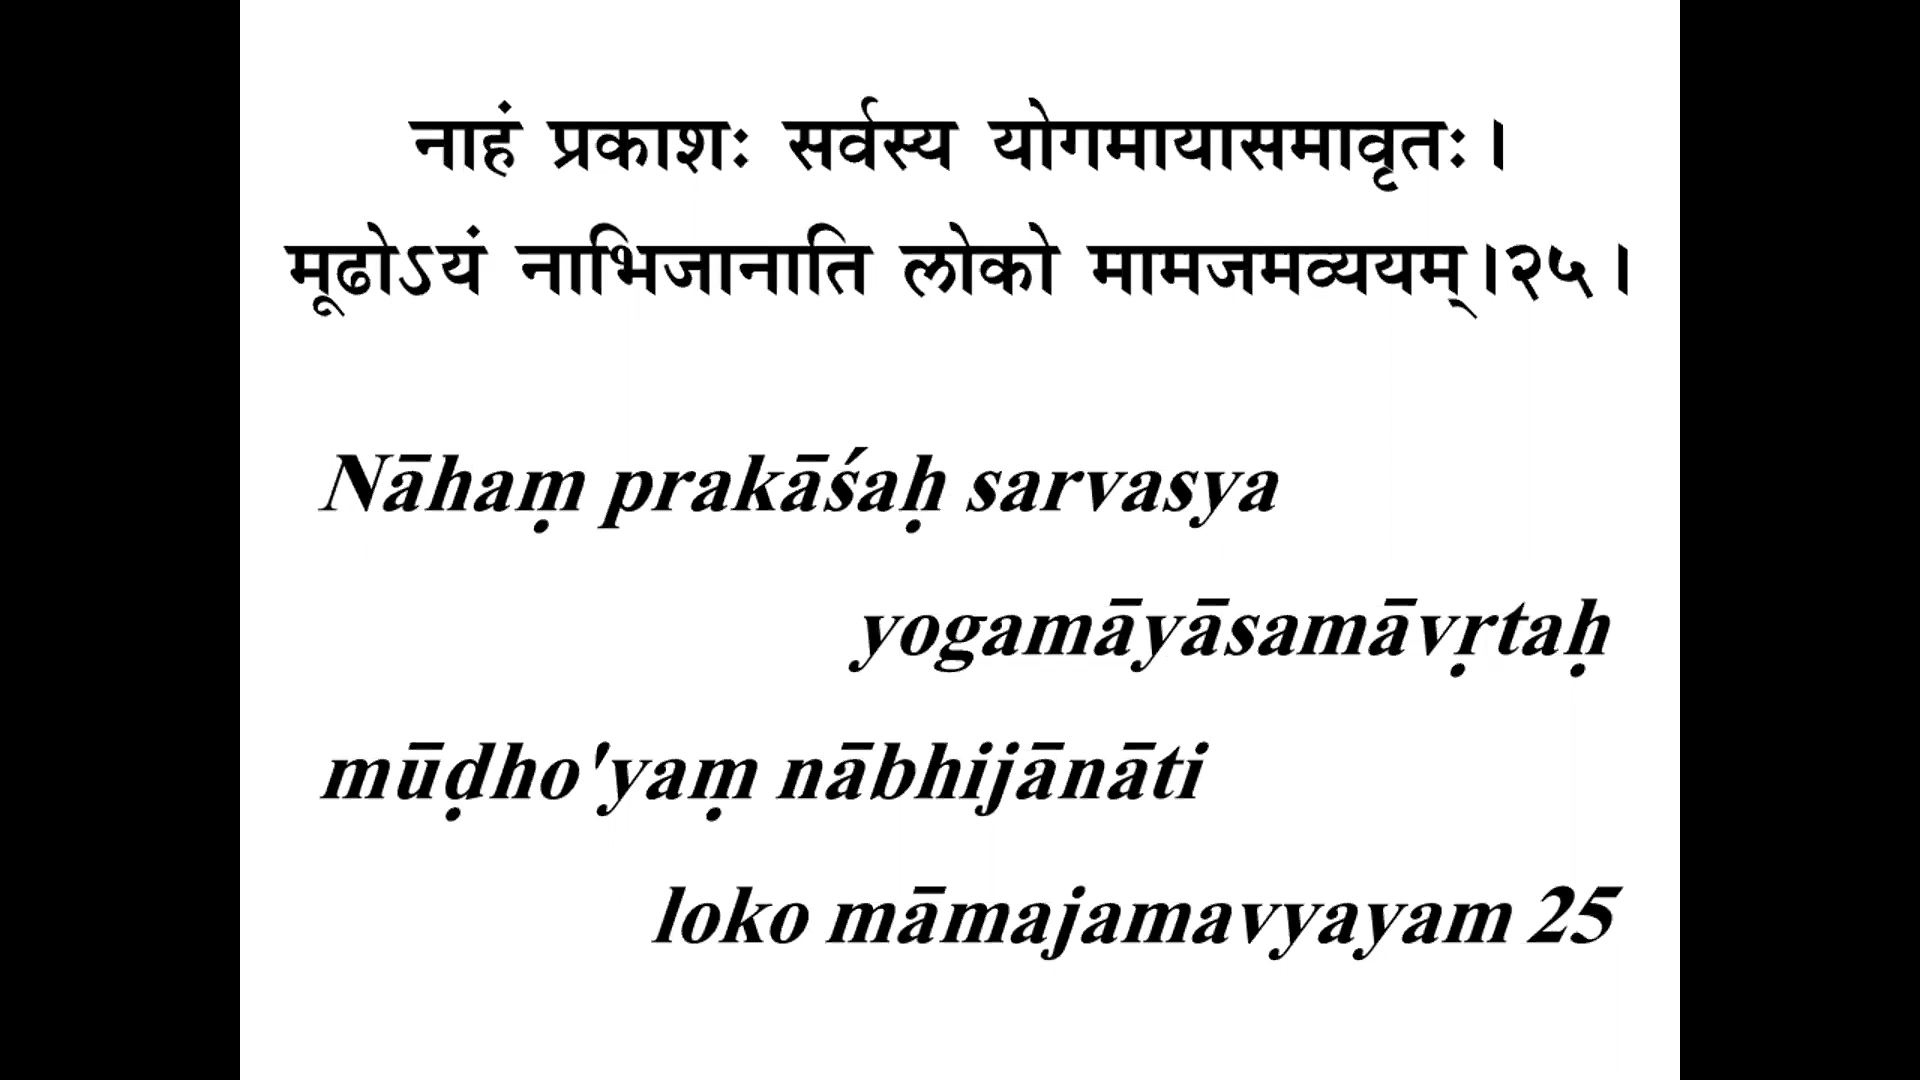 नाहं प्रकाशः सर्वस्य योगमायासमावृतः ।
मूढोऽयं नाभिजानाति लोको मामजमव्ययम् ।२५ ।
Nāhaṃ prakāśaḥ sarvasya
yogamāyāsamāvṛtaḥ
mūḍho'yaṃ nābhijānāti
loko māmajamavyayam 25